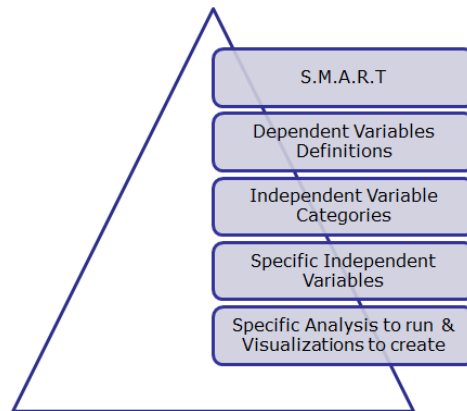 S.M.A.R.T
Dependent Variables
Definitions
Independent Variable
Categories
Specific Independent
Variables
Specific Analysis to run &
Visualizations to create